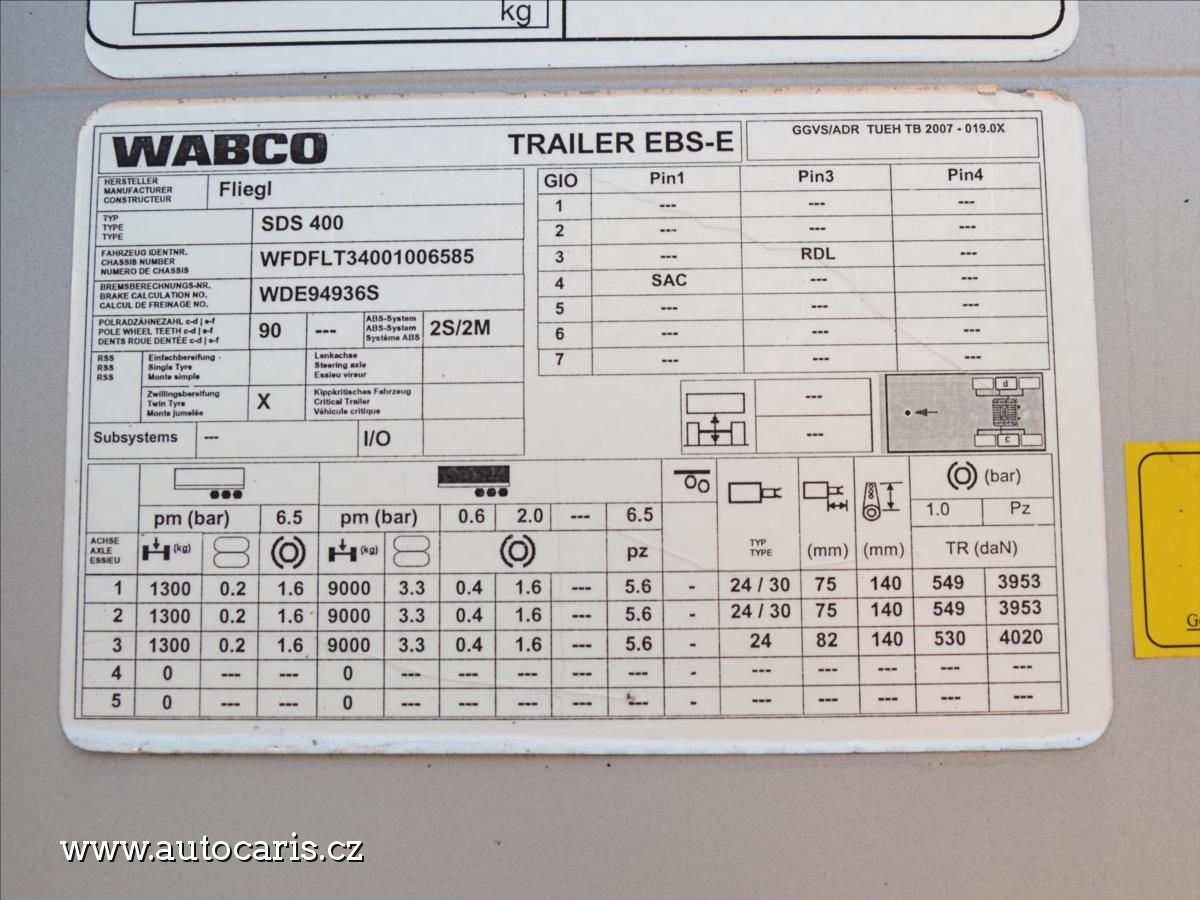 kg
WABCO TRAILER EBS-E GGVS/ADR TUEH TB 2007 - 019.0X
HERSTELLER
MANUFACTURER
CONSTRUCTEUR
Fliegl
TYP
TYPE
TYPE
SDS 400
FAHRZEUG IDENTNR.
CHASSIS NUMBER
NUMERO DE CHASSIS
WFDFLT34001006585
BREMSBERECHNUNGS-NR.
BRAKE CALCULATION NO.
CALCUL DE FREINAGE NO.
WDE94936S
POLRADZÄHNEZAHL c-d | e-f
POLE WHEEL TEETH c-d | e-f
DENTS ROUE DENTÉE c-d | e-f
90 ---
ABS-System
ABS-System
Système ABS
2S/2M
RSS
RSS
RSS
Einfachbereifung
Single Tyre
Monte simple
Lenkachse
Steering axle
Essieu vireur
Zwillingsbereifung
Twin Tyre
Monte jumelée
X
Kippkritisches Fahrzeug
Critical Trailer
Véhicule critique
Subsystems --- I/O
GIO Pin1 Pin3 Pin4
1 --- --- ---
2 --- --- ---
3 --- RDL ---
4 SAC --- ---
5 --- --- ---
6 --- --- ---
7 --- --- ---
---
---
d
c
pm (bar) 6.5 pm (bar) 0.6 2.0 --- 6.5
(bar)
1.0 Pz
ACHSE
AXLE
ESSIEU
(kg) (kg) pz
TYP
TYPE
(mm) (mm) TR (daN)
1 1300 0.2 1.6 9000 3.3 0.4 1.6 --- 5.6 - 24 / 30 75 140 549 3953
2 1300 0.2 1.6 9000 3.3 0.4 1.6 --- 5.6 - 24 / 30 75 140 549 3953
3 1300 0.2 1.6 9000 3.3 0.4 1.6 --- 5.6 - 24 82 140 530 4020
4 0 --- --- 0 --- --- --- --- --- - --- --- --- --- ---
5 0 --- --- 0 --- --- --- --- --- - --- --- --- --- ---
www.autocaris.cz